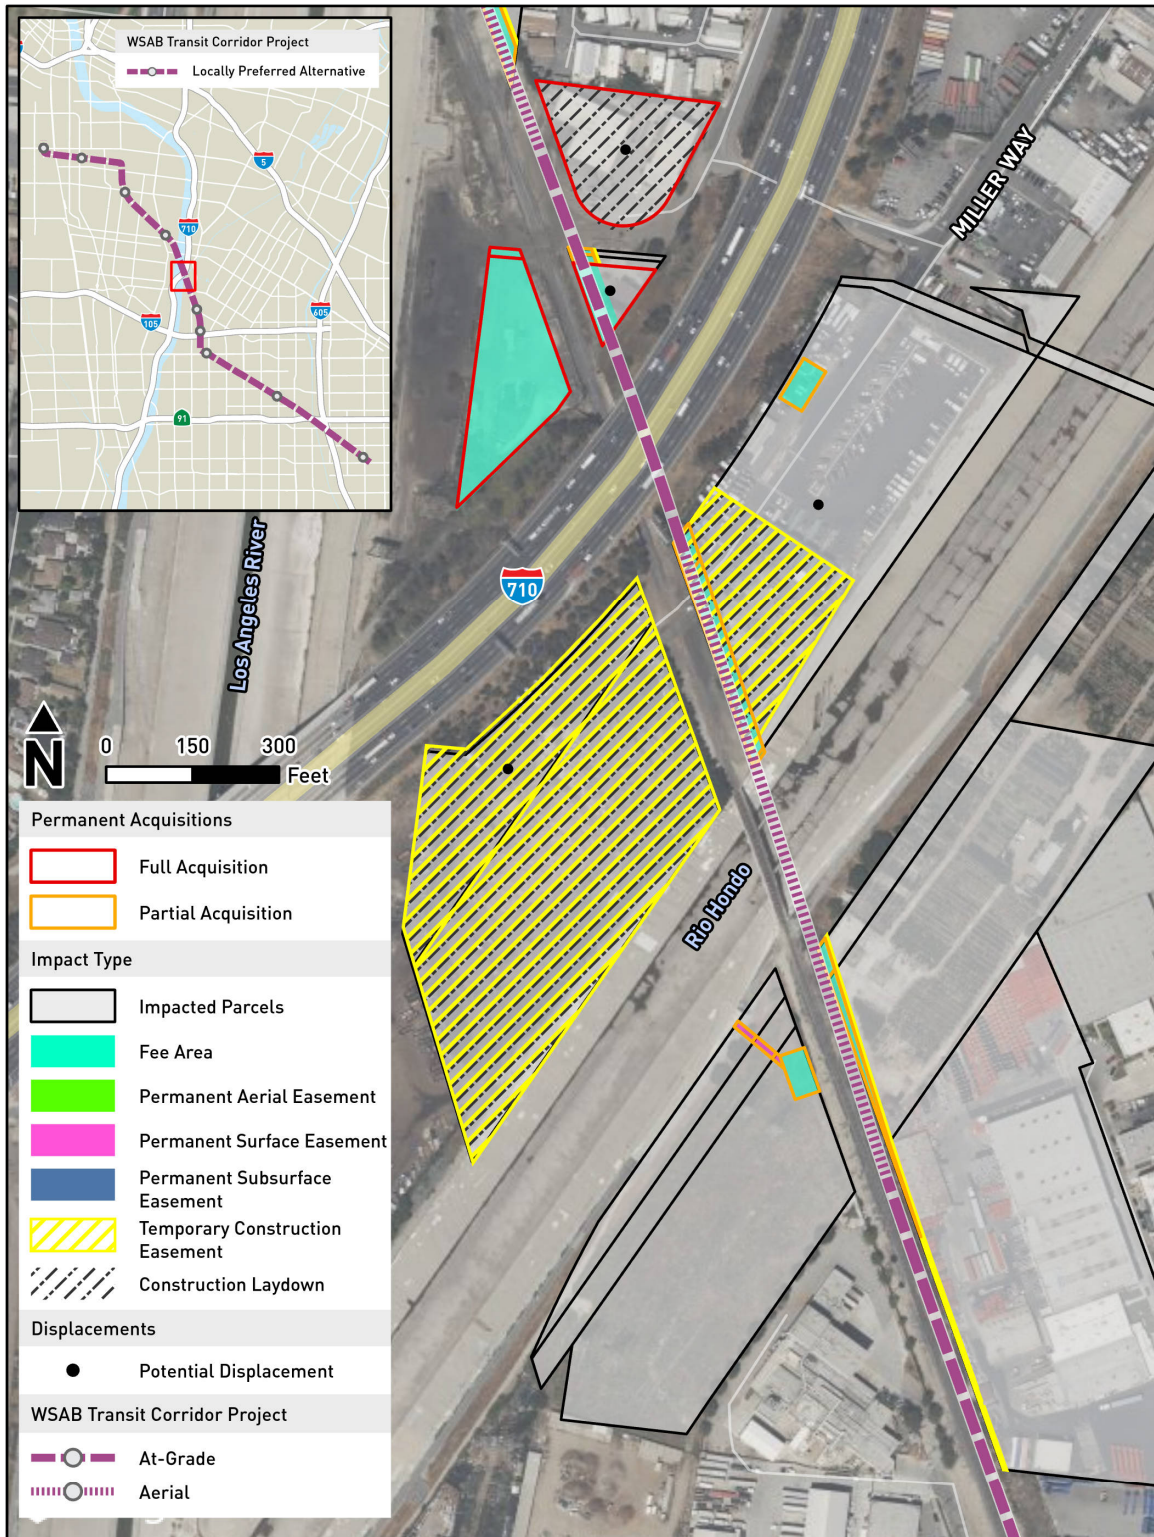 WSAB Transit Corridor Project
Locally Preferred Alternative
5
710
105
605
91
MILLER WAY
710
Los Angeles River
Rio Hondo
N
0 150 300
Feet
Permanent Acquisitions
Full Acquisition
Partial Acquisition
Impact Type
Impacted Parcels
Fee Area
Permanent Aerial Easement
Permanent Surface Easement
Permanent Subsurface
Easement
Temporary Construction
Easement
Construction Laydown
Displacements
Potential Displacement
WSAB Transit Corridor Project
At-Grade
Aerial